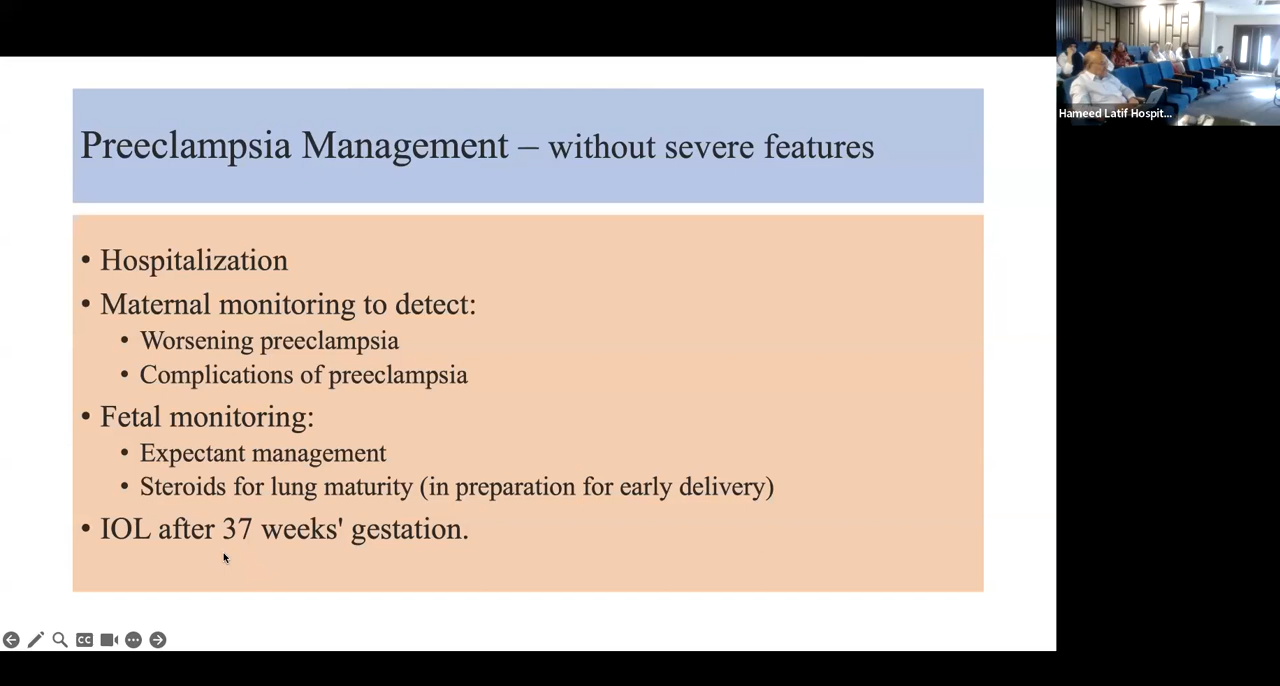 Preeclampsia Management – without severe features
• Hospitalization
• Maternal monitoring to detect:
• Worsening preeclampsia
• Complications of preeclampsia
• Fetal monitoring:
• Expectant management
• Steroids for lung maturity (in preparation for early delivery)
• IOL after 37 weeks' gestation.
Hameed Latif Hospit...
CC